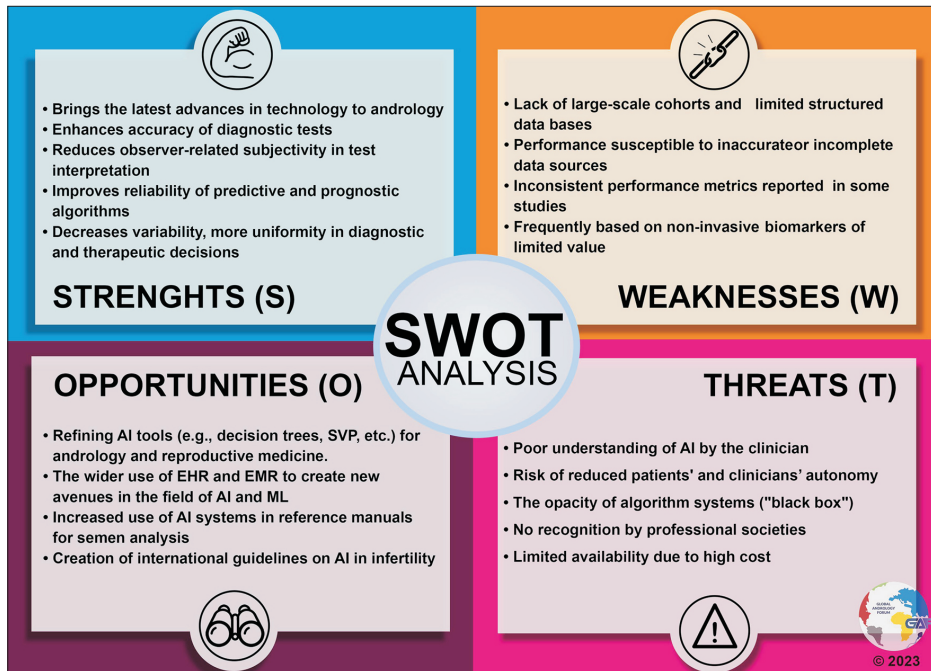 • Brings the latest advances in technology to andrology
• Enhances accuracy of diagnostic tests
• Reduces observer-related subjectivity in test
interpretation
• Improves reliability of predictive and prognostic
algorithms
• Decreases variability, more uniformity in diagnostic
and therapeutic decisions
STRENGHTS (S)
• Lack of large-scale cohorts and limited structured
data bases
• Performance susceptible to inaccurateor incomplete
data sources
• Inconsistent performance metrics reported in some
studies
• Frequently based on non-invasive biomarkers of
limited value
WEAKNESSES (W)
SWOT
ANALYSIS
OPPORTUNITIES (O)
• Refining AI tools (e.g., decision trees, SVP, etc.) for
andrology and reproductive medicine.
• The wider use of EHR and EMR to create new
avenues in the field of AI and ML
• Increased use of AI systems in reference manuals
for semen analysis
• Creation of international guidelines on AI in infertility
THREATS (T)
• Poor understanding of AI by the clinician
• Risk of reduced patients' and clinicians’ autonomy
• The opacity of algorithm systems ("black box")
• No recognition by professional societies
• Limited availability due to high cost
GLOBAL
ANDROLOGY
FORUM
GAF
© 2023